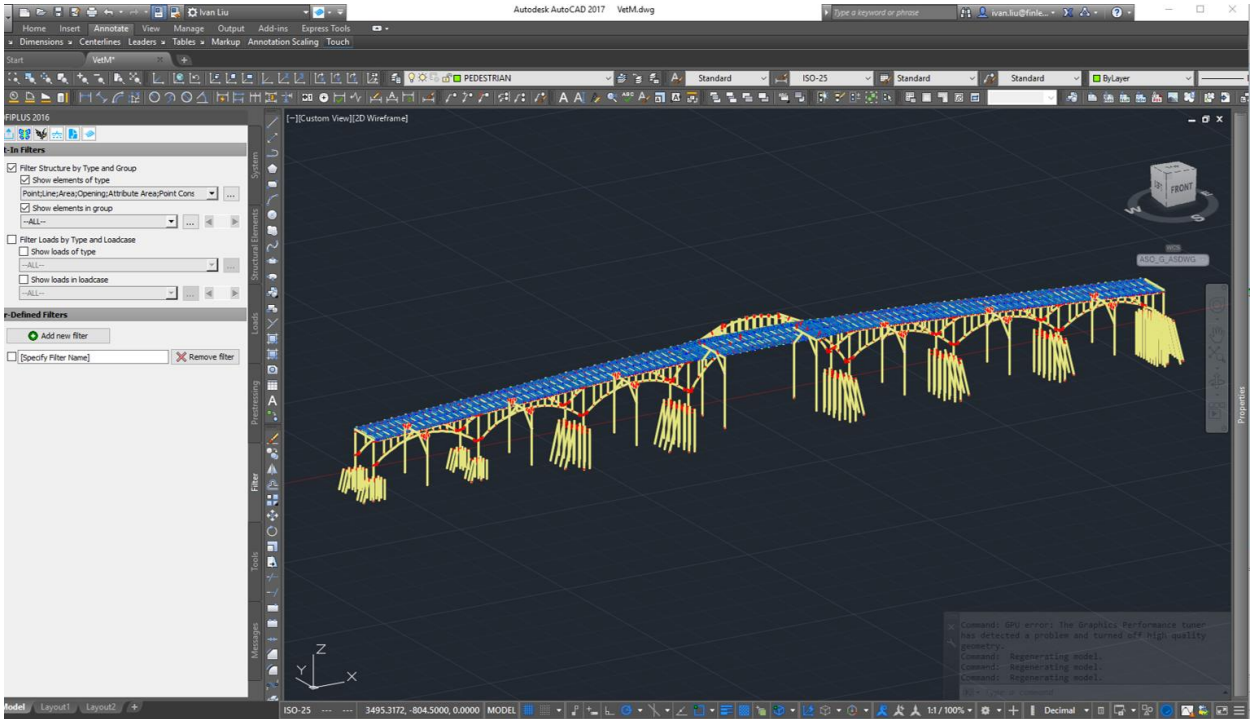 Ivan Liu
Autodesk AutoCAD 2017 VetM.dwg
Type a keyword or phrase
ivan.liu@finle...
Home Insert Annotate View Manage Output Add-ins Express Tools
Dimensions Centerlines Leaders Tables Markup Annotation Scaling Touch
Start VetM*
PEDESTRIAN Standard ISO-25 Standard Standard ByLayer
FIPLUS 2016
[-][Custom View][2D Wireframe]
t-In Filters
Filter Structure by Type and Group
Show elements of type
Point;Line;Area;Opening;Attribute Area;Point Cons
Show elements in group
--ALL--
Filter Loads by Type and Loadcase
Show loads of type
--ALL--
Show loads in loadcase
--ALL--
r-Defined Filters
Add new filter
[Specify Filter Name] Remove filter
System
Structural Elements
Loads
Prestressing
Filter
Tools
Messages
FRONT
W
S
E
WCS
ASO_G_ASDWG
Properties
Z
Y
X
Command: GPU error: The Graphics Performance tuner
has detected a problem and turned off high quality
geometry.
Command: Regenerating model.
Command: Regenerating model.
Command: Regenerating model.
Type a command
Model Layout1 Layout2
ISO-25 3495.3172, -804.5000, 0.0000 MODEL 1:1 / 100% Decimal